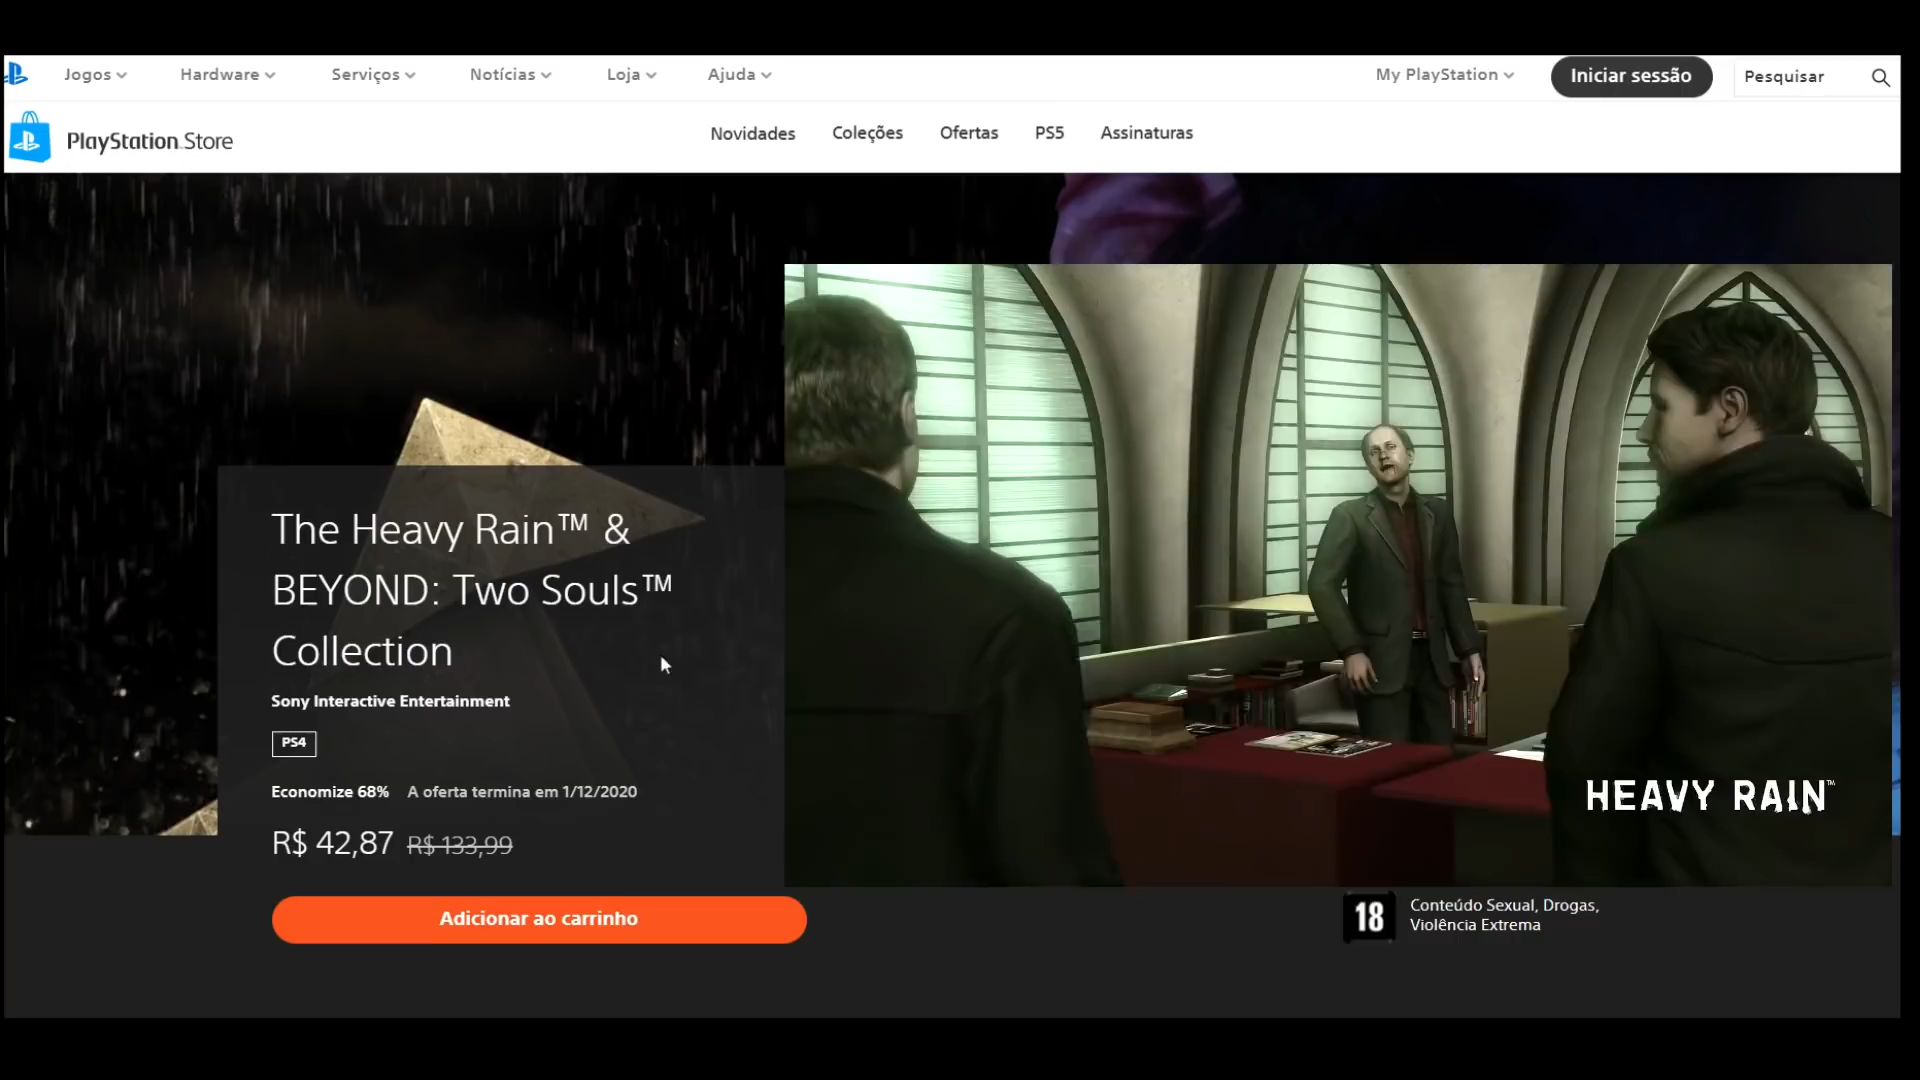 Jogos
Hardware
Serviços
Notícias
Loja
Ajuda
My PlayStation
Iniciar sessão
Pesquisar
PlayStation Store
Novidades
Coleções
Ofertas
PS5
Assinaturas
The Heavy Rain™ &
BEYOND: Two Souls™
Collection
Sony Interactive Entertainment
PS4
Economize 68% A oferta termina em 1/12/2020
R$ 42,87 R$ 133,99
Adicionar ao carrinho
HEAVY RAIN™
18
Conteúdo Sexual, Drogas,
Violência Extrema